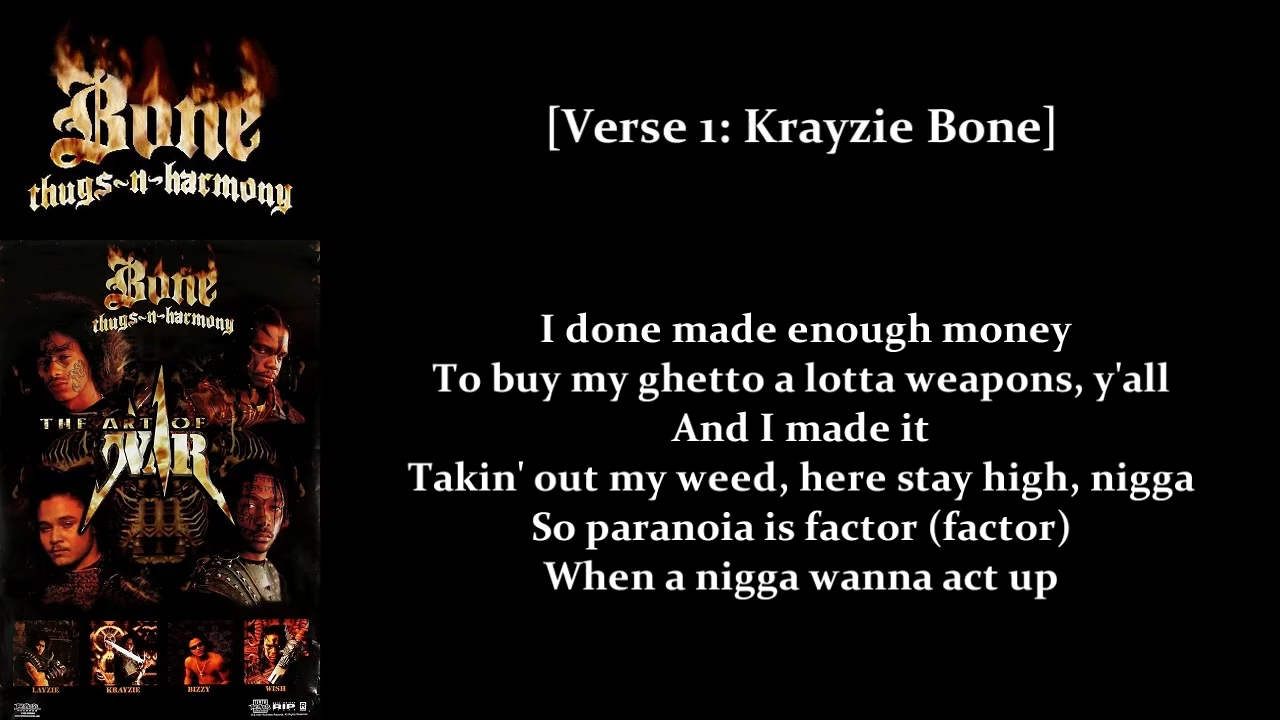 Bone
thugs~n~harmony
Bone
thugs~n~harmony
THE ART OF
WAR
LAYZIE
KRAYZIE
BIZZY
WISH
[Verse 1: Krayzie Bone]
I done made enough money
To buy my ghetto a lotta weapons, y'all
And I made it
Takin' out my weed, here stay high, nigga
So paranoia is factor (factor)
When a nigga wanna act up